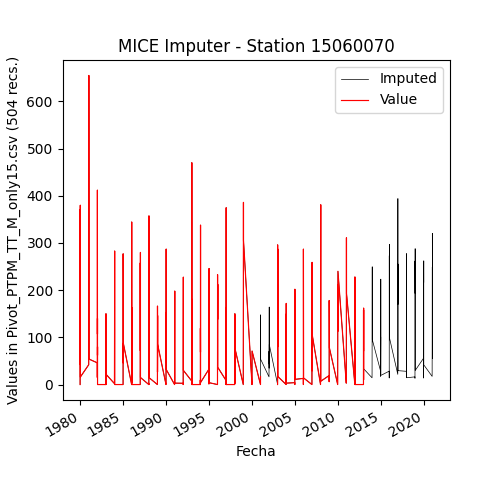 MICE Imputer - Station 15060070
Imputed
Value
Values in Pivot_PTPM_TT_M_only15.csv (504 recs.)
600
500
400
300
200
100
0
1980 1985 1990 1995 2000 2005 2010 2015 2020
Fecha